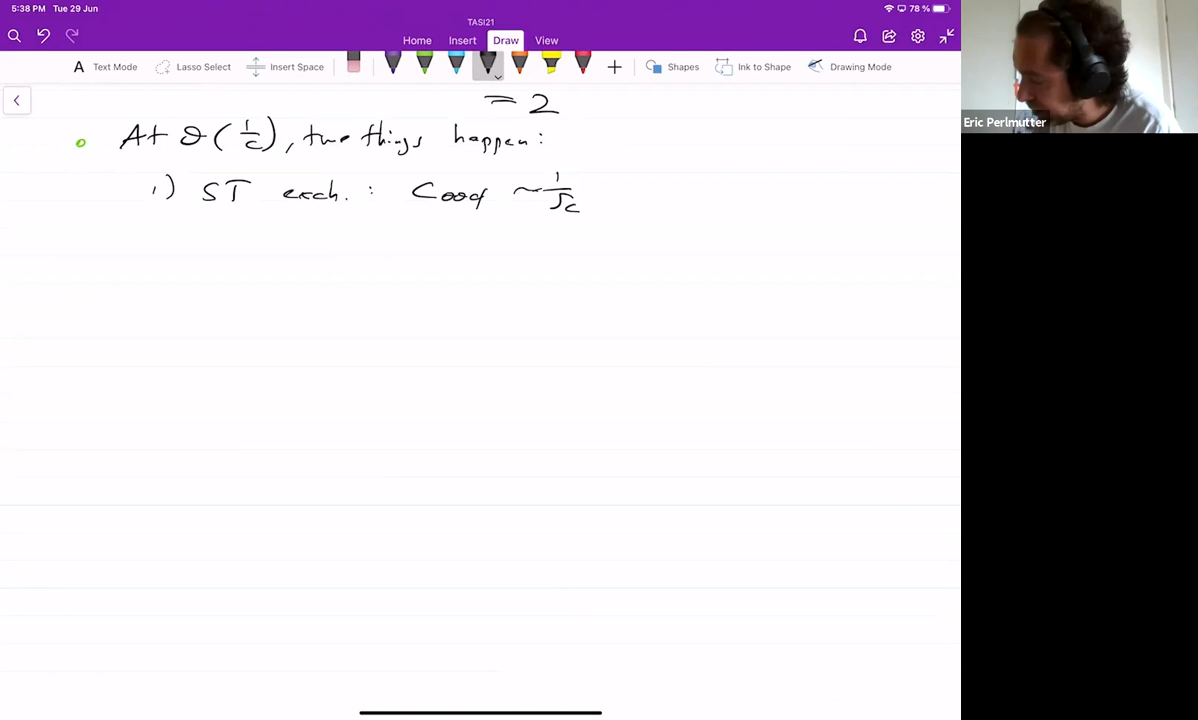 5:38 PM Tue 29 Jun
78 %
TASI21
Home Insert Draw View
Text Mode Lasso Select Insert Space Shapes Ink to Shape Drawing Mode
Eric Perlmutter
= 2
At O(1/c), two things happen:
1) ST exch. : C ~ 1/√c